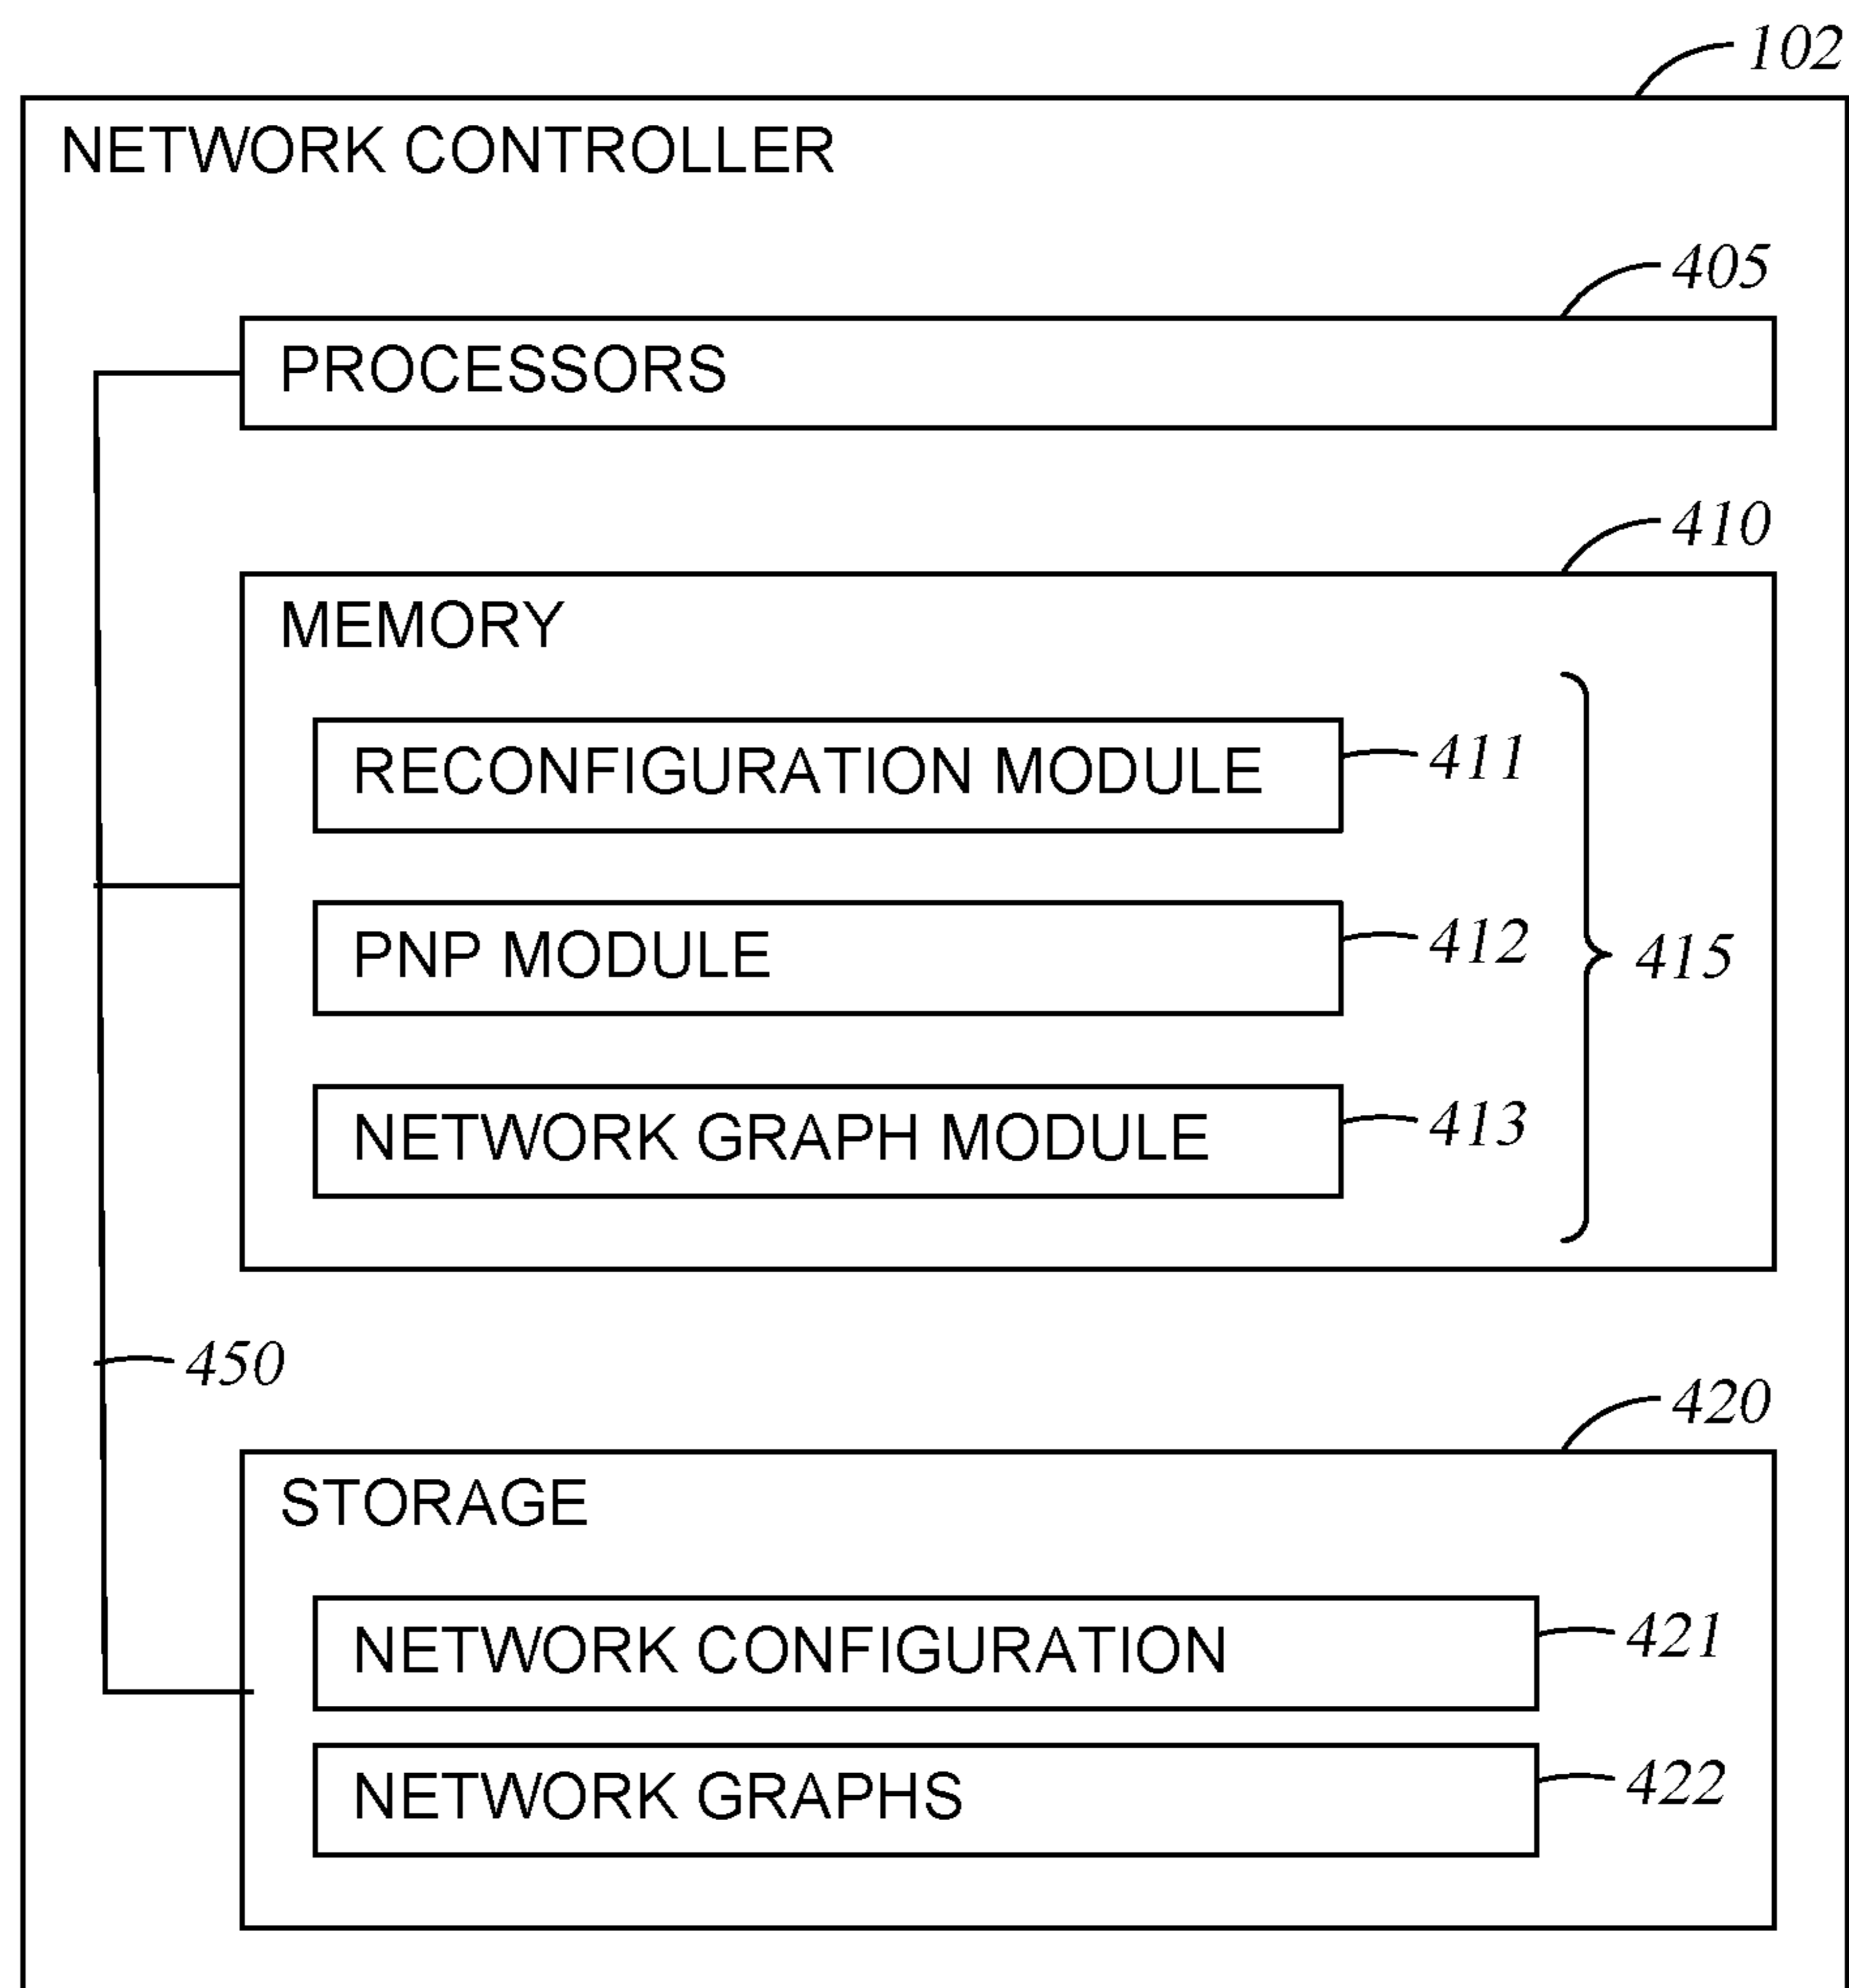 102
NETWORK CONTROLLER
405
PROCESSORS
410
MEMORY
RECONFIGURATION MODULE 411
PNP MODULE 412
415
NETWORK GRAPH MODULE 413
450
420
STORAGE
NETWORK CONFIGURATION 421
NETWORK GRAPHS 422